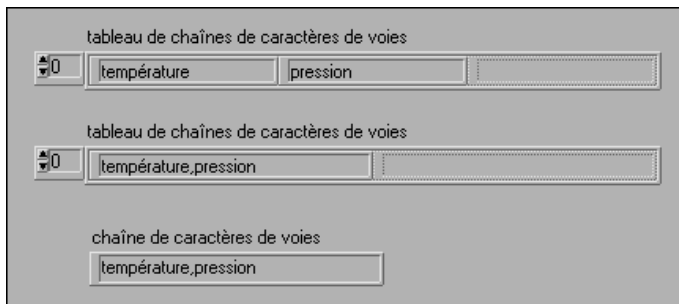 tableau de chaînes de caractères de voies
0 température pression
tableau de chaînes de caractères de voies
0 température,pression
chaîne de caractères de voies
température,pression